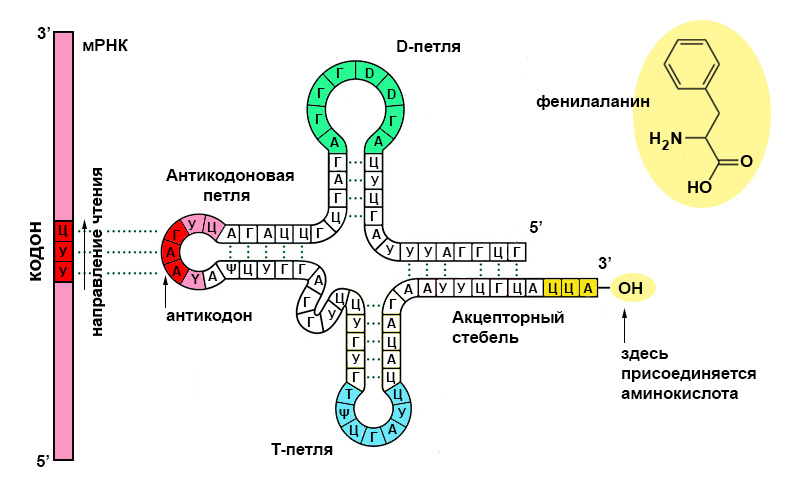 3’
мРНК
D-петля
фенилаланин
H₂N
O
HO
Антикодоновая
петля
кодон
направление чтения
Ц
У
У
5’
антикодон
А Г Г Г D D Г А
Г А Г Ц
Ц У Ц Г А
У Ц А Г А Ц Ц Г
Г А А
Y А Ψ Ц У Г Г
А Г Г У Ц
У У У А Г Г Ц Г
5’
3’
А А У У Ц Г Ц А Ц Ц А
OH
Ц У Г У Г
Г А Ц А Ц
Т Ψ Ц Г А У Ц
Акцепторный
стебель
здесь
присоединяется
аминокислота
Т-петля